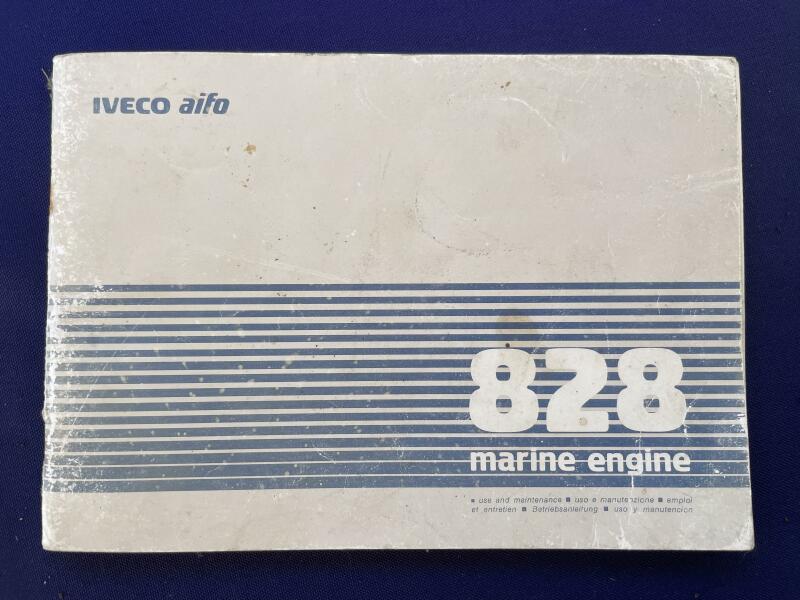 IVECO aifo
828
marine engine
▪ use and maintenance ▪ uso e manutenzione ▪ emploi
et entretien ▪ Betriebsanleitung ▪ uso y manutencion